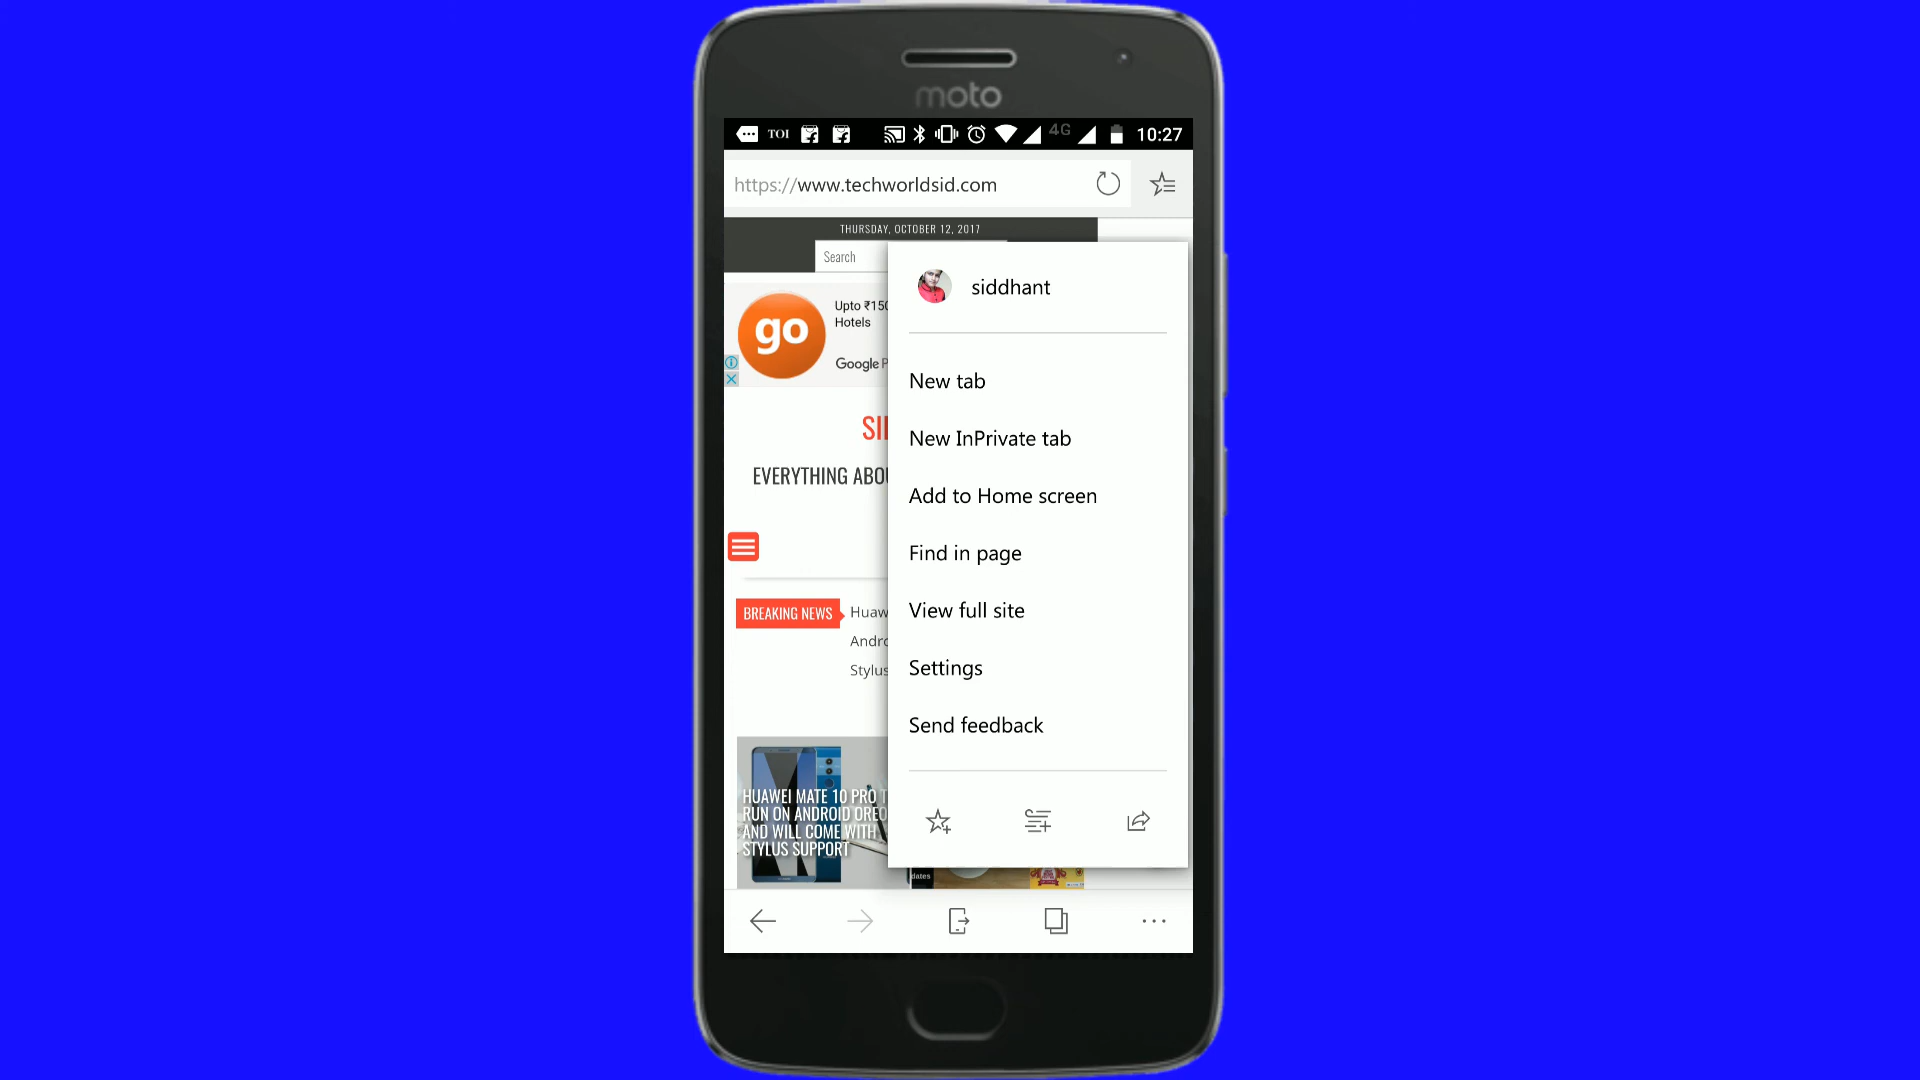 moto
TOI 4G 10:27
https://www.techworldsid.com
THURSDAY, OCTOBER 12, 2017
Search
siddhant
go
Upto ₹150
Hotels
Google P
New tab
SI
New InPrivate tab
EVERYTHING ABOU
Add to Home screen
Find in page
BREAKING NEWS
Huaw
Andro
Stylus
View full site
Settings
Send feedback
HUAWEI MATE 10 PRO T
RUN ON ANDROID OREO
AND WILL COME WITH
STYLUS SUPPORT
dates